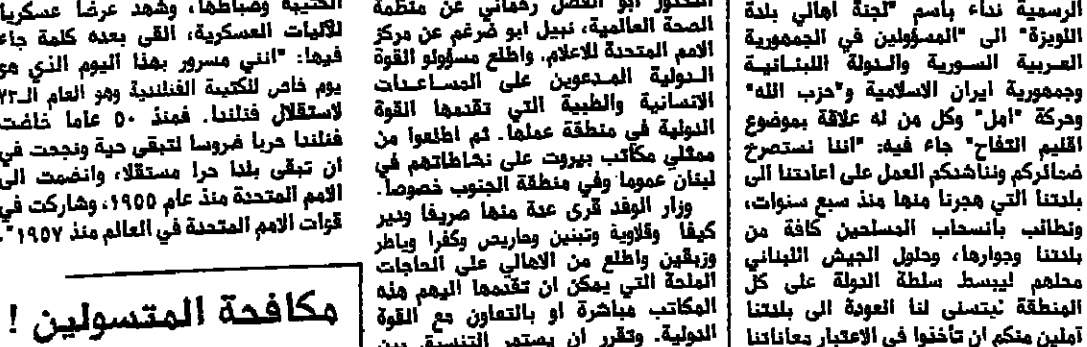 الرسمية نداء باسم "لجنة اهالي بلدة
اللويزة" الى "المسؤولين في الجمهورية
العربية السورية والدولة اللبنانية
وجمهورية ايران الاسلامية و"حزب الله"
وحركة "امل" وكل من له علاقة بموضوع
اقليم التفاح" جاء فيه: "اننا نستصرخ
ضمائركم ونناشدكم العمل على اعادتنا الى
بلدتنا التي هجرنا منها منذ سبع سنوات،
ونطالب بانسحاب المسلحين كافة من
بلدتنا وجوارها، وحلول الجيش اللبناني
محلهم ليبسط سلطة الدولة على كل
المنطقة ليتسنى لنا العودة الى بلدتنا
آملين منكم ان تأخذوا في الاعتبار معاناتنا
الدكتور ابو الفضل رحماني عن منظمة
الصحة العالمية، نبيل ابو ضرغم عن مركز
الامم المتحدة للاعلام. واطلع مسؤولو القوة
الدولية المدعوين على المساعدات
الانسانية والطبية التي تقدمها القوة
الدولية في منطقة عملها. ثم اطلعوا من
ممثلي مكاتب بيروت على نشاطاتهم في
لبنان عموما وفي منطقة الجنوب خصوصا.
وزار الوفد قرى عدة منها صريفا ودير
كيفا وقلاوية وتبنين وحاريص وكفرا وياطر
وزبقين واطلع من الاهالي على الحاجات
الملحة التي يمكن ان تقدمها اليهم هذه
المكاتب مباشرة او بالتعاون مع القوة
الدولية. وتقرر ان يستمر التنسيق بين
الكتيبة وضباطها، وشهد عرضا عسكريا
للآليات العسكرية، القى بعده كلمة جاء
فيها: "انني مسرور بهذا اليوم الذي هو
يوم خاص للكتيبة الفنلندية وهو العام الـ٧٣
لاستقلال فنلندا. فمنذ ٥٠ عاما خاضت
فنلندا حربا ضروسا لتبقى حية ونجحت في
ان تبقى بلدا حرا مستقلا، وانضمت الى
الامم المتحدة منذ عام ١٩٥٥، وشاركت في
قوات الامم المتحدة في العالم منذ ١٩٥٧".
مكافحة المتسولين !